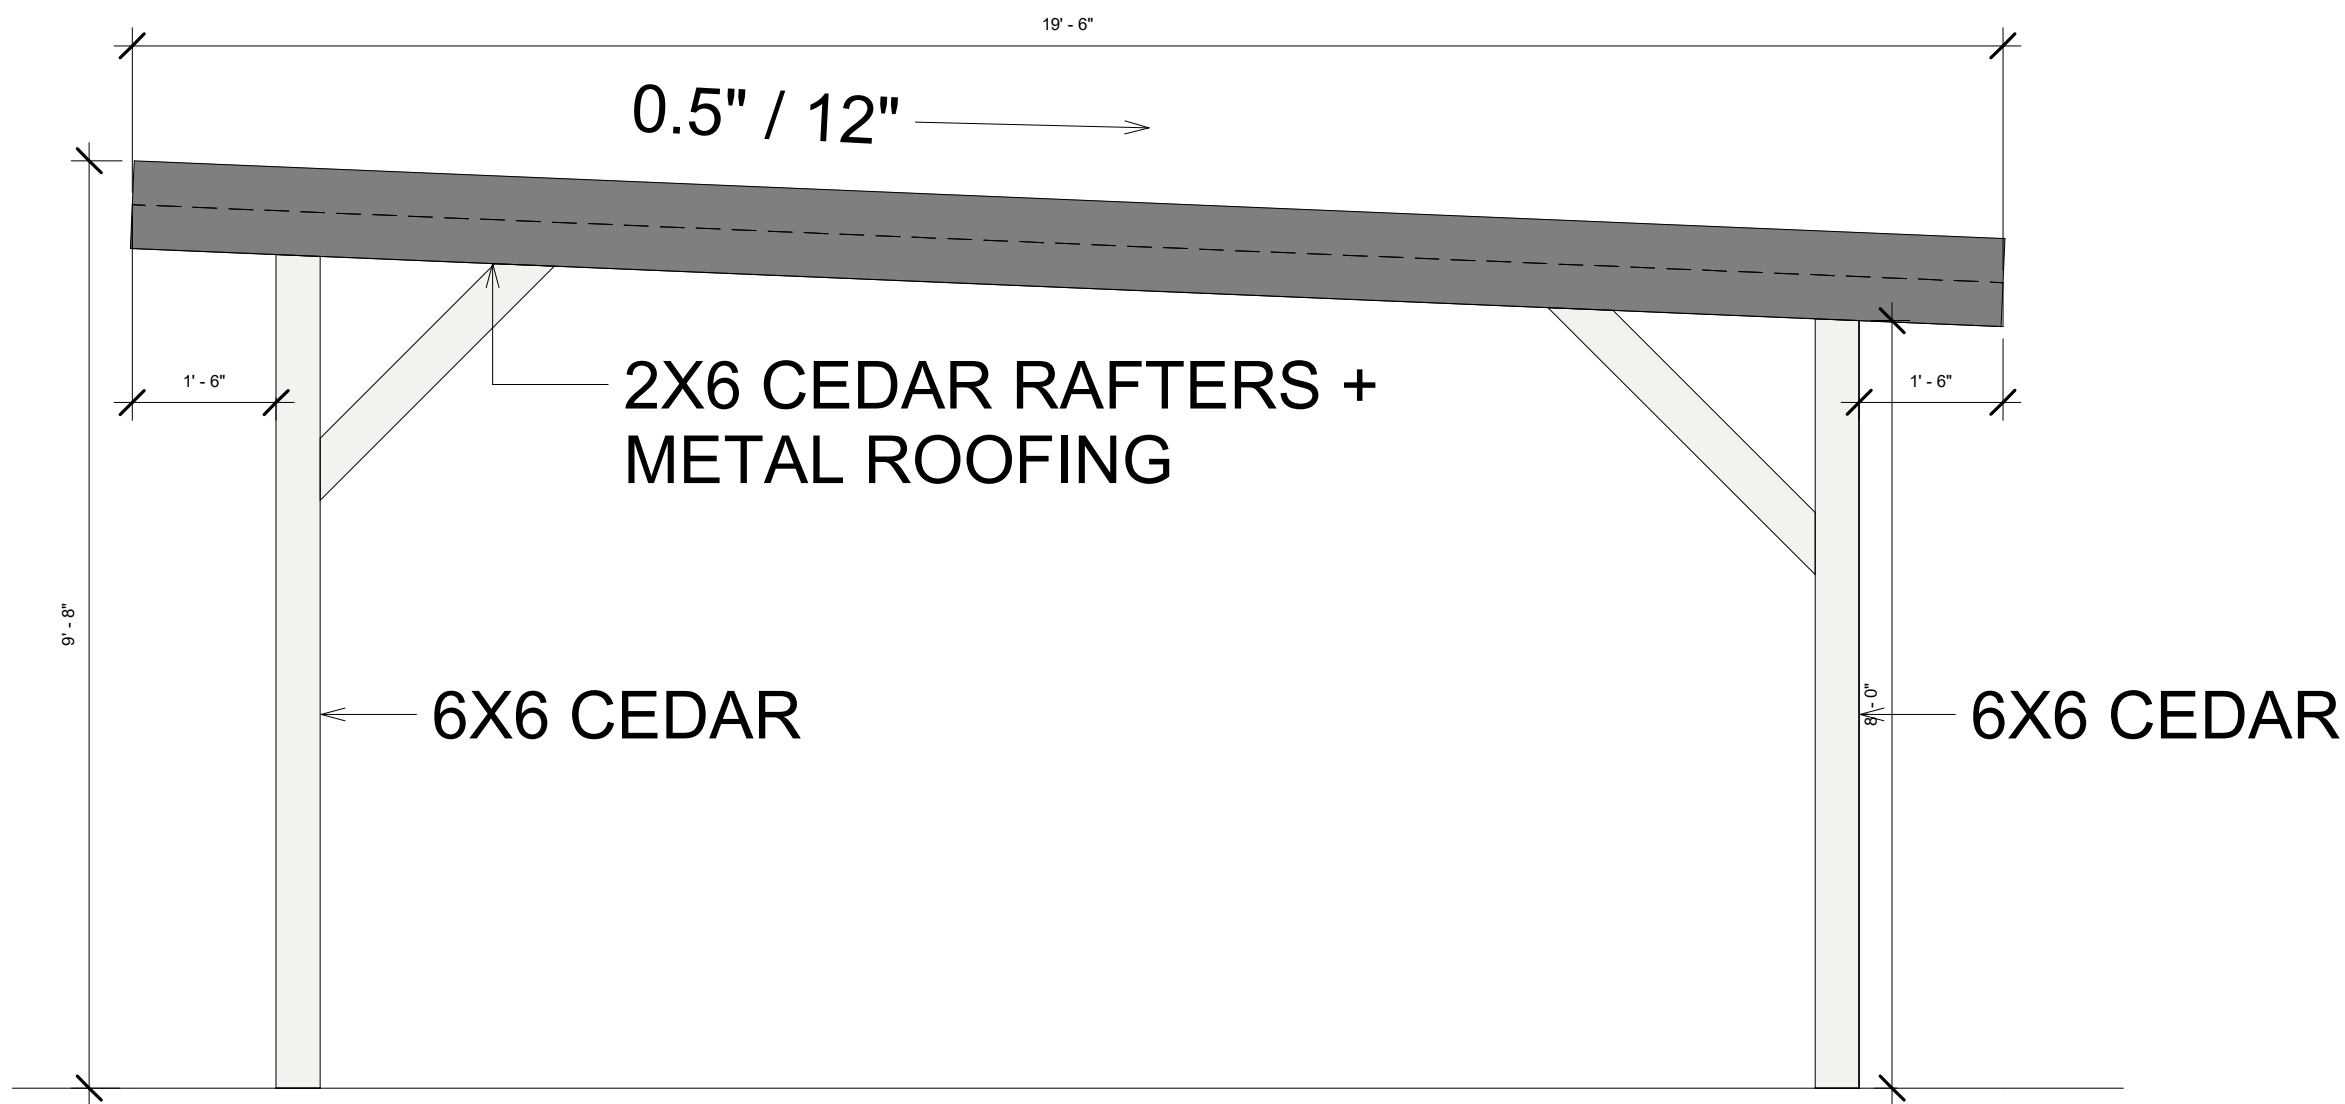 19' - 6"
0.5" / 12"
1' - 6"
2X6 CEDAR RAFTERS +
METAL ROOFING
1' - 6"
9' - 8"
6X6 CEDAR
8' - 0"
6X6 CEDAR